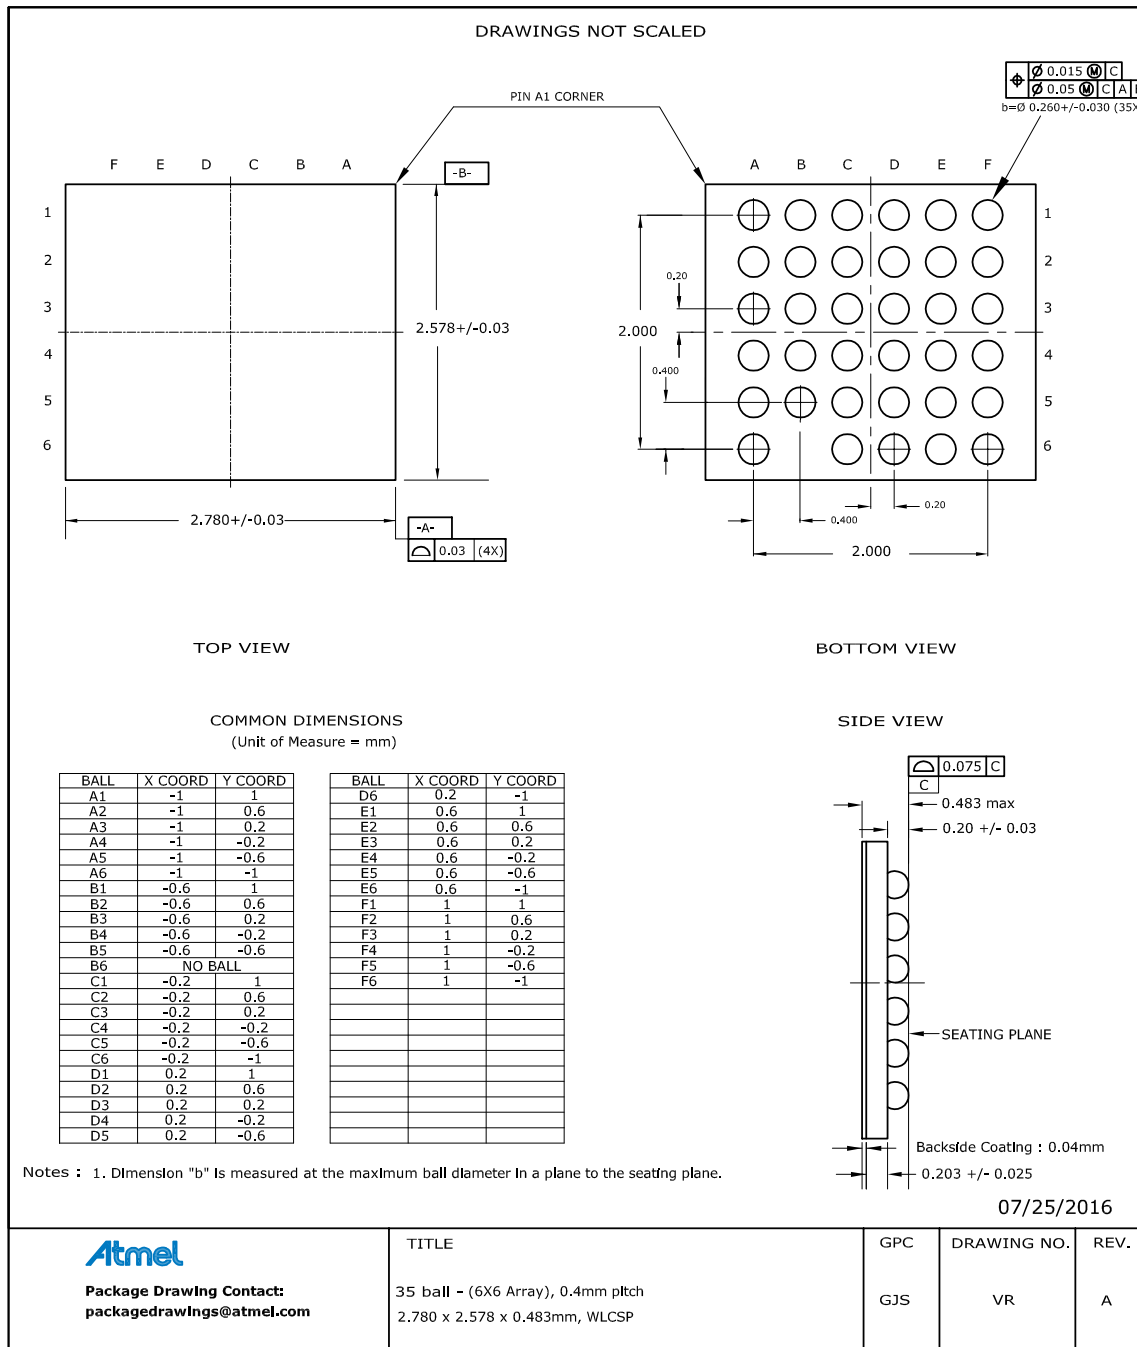 DRAWINGS NOT SCALED
PIN A1 CORNER
⌀ 0.015 Ⓜ C
⌀ 0.05 Ⓜ C A
b=Ø 0.260+/-0.030 (35X
F E D C B A
-B-
A B C D E F
1
2
3
4
5
6
2.578+/-0.03
2.780+/-0.03
-A-
0.03 (4X)
1
2
3
4
5
6
0.20
2.000
0.400
0.20
0.400
2.000
TOP VIEW
BOTTOM VIEW
COMMON DIMENSIONS
(Unit of Measure = mm)
SIDE VIEW
BALL X COORD Y COORD
A1 -1 1
A2 -1 0.6
A3 -1 0.2
A4 -1 -0.2
A5 -1 -0.6
A6 -1 -1
B1 -0.6 1
B2 -0.6 0.6
B3 -0.6 0.2
B4 -0.6 -0.2
B5 -0.6 -0.6
B6 NO BALL
C1 -0.2 1
C2 -0.2 0.6
C3 -0.2 0.2
C4 -0.2 -0.2
C5 -0.2 -0.6
C6 -0.2 -1
D1 0.2 1
D2 0.2 0.6
D3 0.2 0.2
D4 0.2 -0.2
D5 0.2 -0.6
BALL X COORD Y COORD
D6 0.2 -1
E1 0.6 1
E2 0.6 0.6
E3 0.6 0.2
E4 0.6 -0.2
E5 0.6 -0.6
E6 0.6 -1
F1 1 1
F2 1 0.6
F3 1 0.2
F4 1 -0.2
F5 1 -0.6
F6 1 -1
0.075 C
C
0.483 max
0.20 +/- 0.03
SEATING PLANE
Backside Coating : 0.04mm
0.203 +/- 0.025
Notes : 1. Dimension "b" is measured at the maximum ball diameter in a plane to the seating plane.
07/25/2016
Atmel
Package Drawing Contact:
packagedrawings@atmel.com
TITLE
35 ball - (6X6 Array), 0.4mm pitch
2.780 x 2.578 x 0.483mm, WLCSP
GPC
GJS
DRAWING NO.
VR
REV.
A